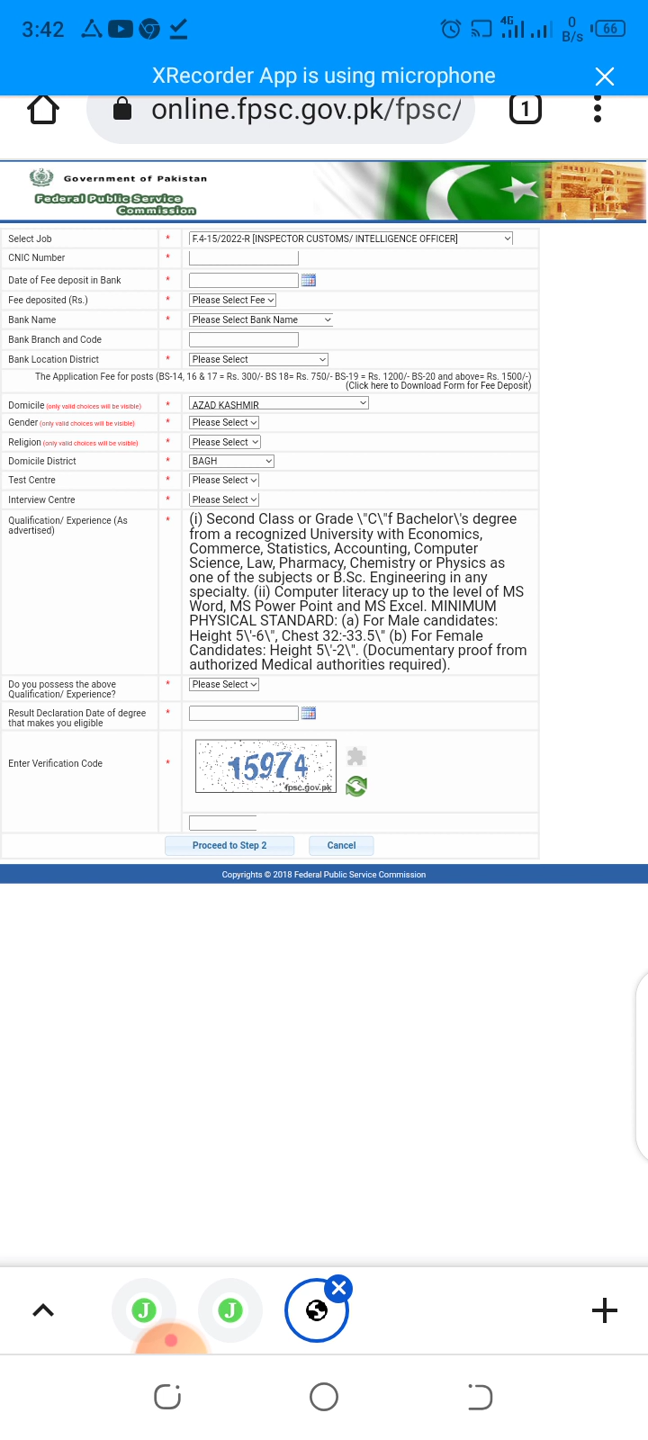 3:42
4G
0
B/s
66
XRecorder App is using microphone
online.fpsc.gov.pk/fpsc/
1
Government of Pakistan
Federal Public Service
Commission
Select Job * F.4-15/2022-R [INSPECTOR CUSTOMS/ INTELLIGENCE OFFICER]
CNIC Number *
Date of Fee deposit in Bank *
Fee deposited (Rs.) * Please Select Fee
Bank Name * Please Select Bank Name
Bank Branch and Code
Bank Location District * Please Select
The Application Fee for posts (BS-14, 16 & 17 = Rs. 300/- BS 18= Rs. 750/- BS-19 = Rs. 1200/- BS-20 and above= Rs. 1500/-)
(Click here to Download Form for Fee Deposit)
Domicile (only valid choices will be visible) * AZAD KASHMIR
Gender (only valid choices will be visible) * Please Select
Religion (only valid choices will be visible) * Please Select
Domicile District * BAGH
Test Centre * Please Select
Interview Centre * Please Select
Qualification/ Experience (As
advertised) *
(i) Second Class or Grade \"C\"f Bachelor\'s degree
from a recognized University with Economics,
Commerce, Statistics, Accounting, Computer
Science, Law, Pharmacy, Chemistry or Physics as
one of the subjects or B.Sc. Engineering in any
specialty. (ii) Computer literacy up to the level of MS
Word, MS Power Point and MS Excel. MINIMUM
PHYSICAL STANDARD: (a) For Male candidates:
Height 5\'-6\", Chest 32:-33.5\" (b) For Female
Candidates: Height 5\'-2\". (Documentary proof from
authorized Medical authorities required).
Do you possess the above
Qualification/ Experience? * Please Select
Result Declaration Date of degree
that makes you eligible *
Enter Verification Code *
15974
fpsc.gov.pk
Proceed to Step 2 Cancel
Copyrights © 2018 Federal Public Service Commission
J
J